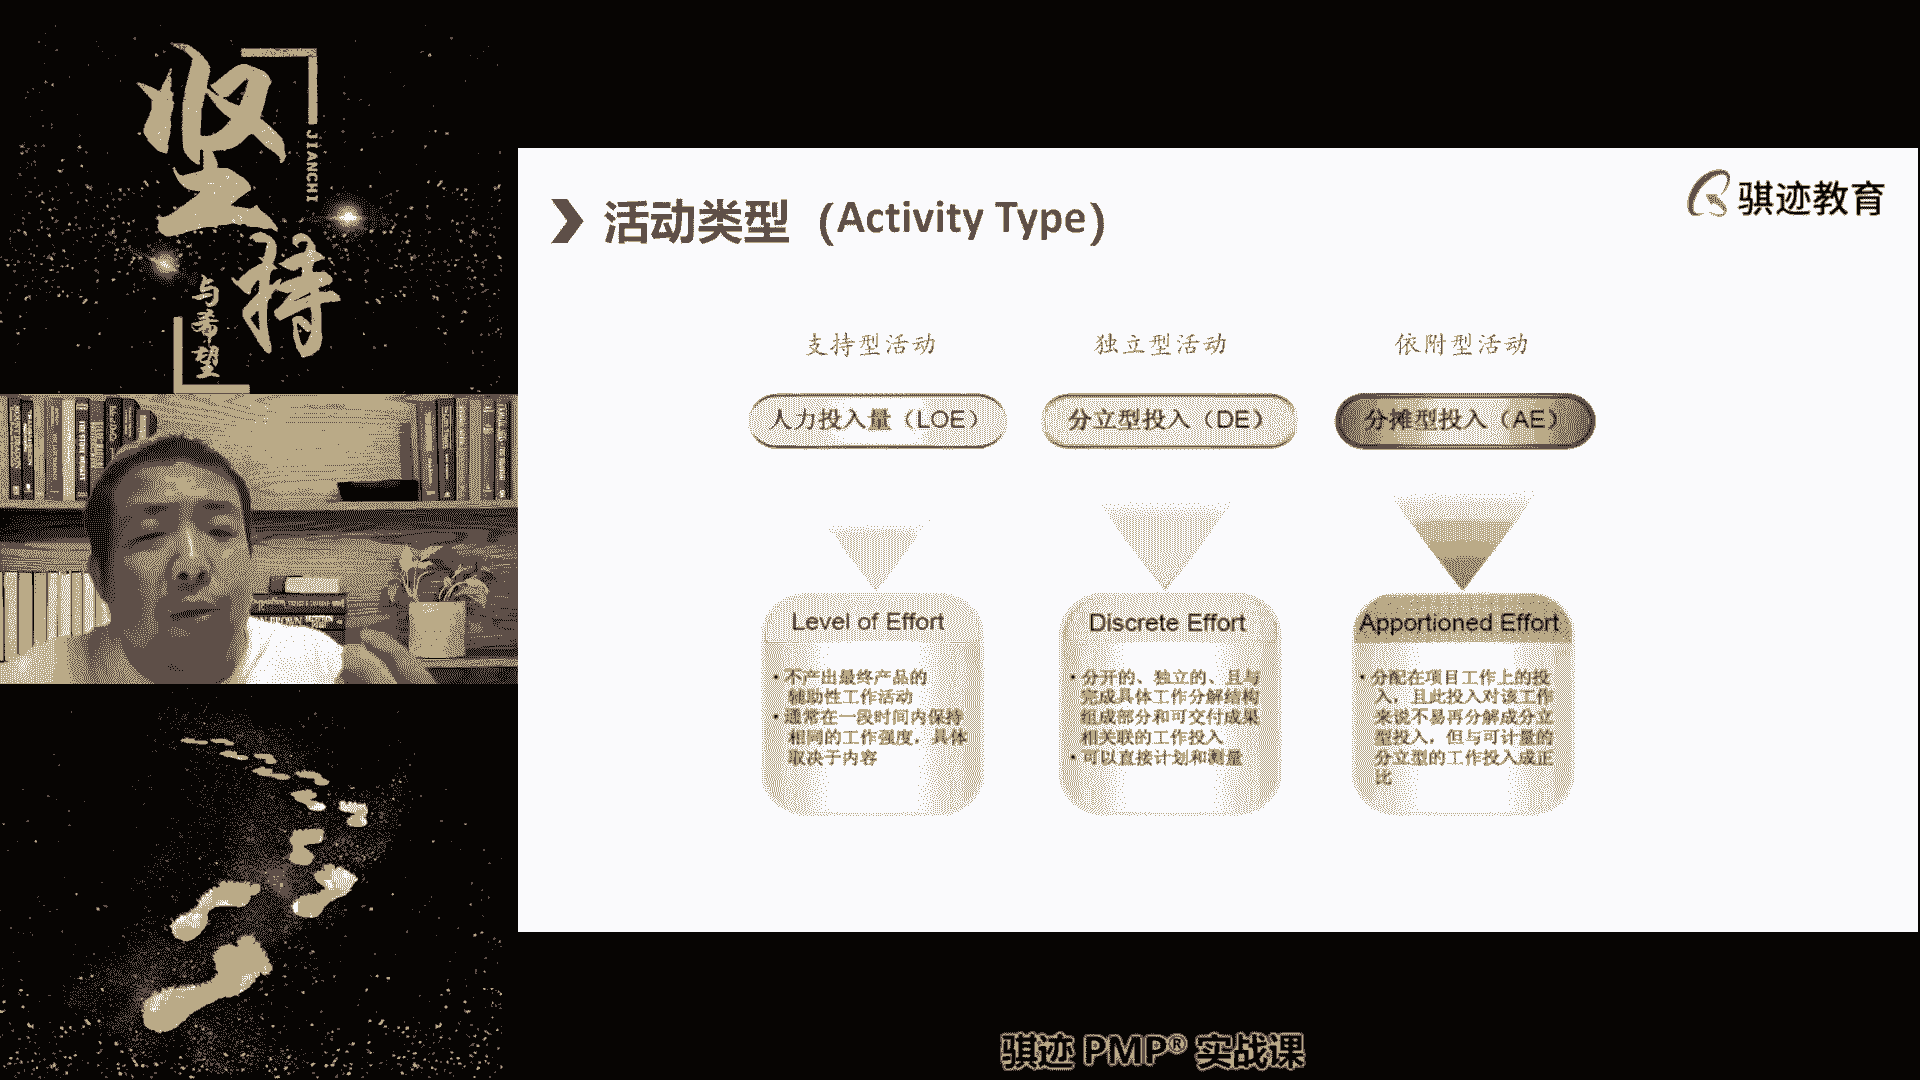 坚持
JIANCHI
与希望
骐迹教育
活动类型（Activity Type）
支持型活动
独立型活动
依附型活动
人力投入量（LOE）
分立型投入（DE）
分摊型投入（AE）
Level of Effort
•不产出最终产品的
辅助性工作活动
•通常在一段时间内保持
相同的工作强度，具体
取决于内容
Discrete Effort
•分开的、独立的、且与
完成具体工作分解结构
组成部分和可交付成果
相关联的工作投入
•可以直接计划和测量
Apportioned Effort
•分配在项目工作上的投
入，且此投入对该工作
来说不易再分解成分立
型投入，但与可计量的
分立型的工作投入成正
比
骐迹 PMP® 实战课